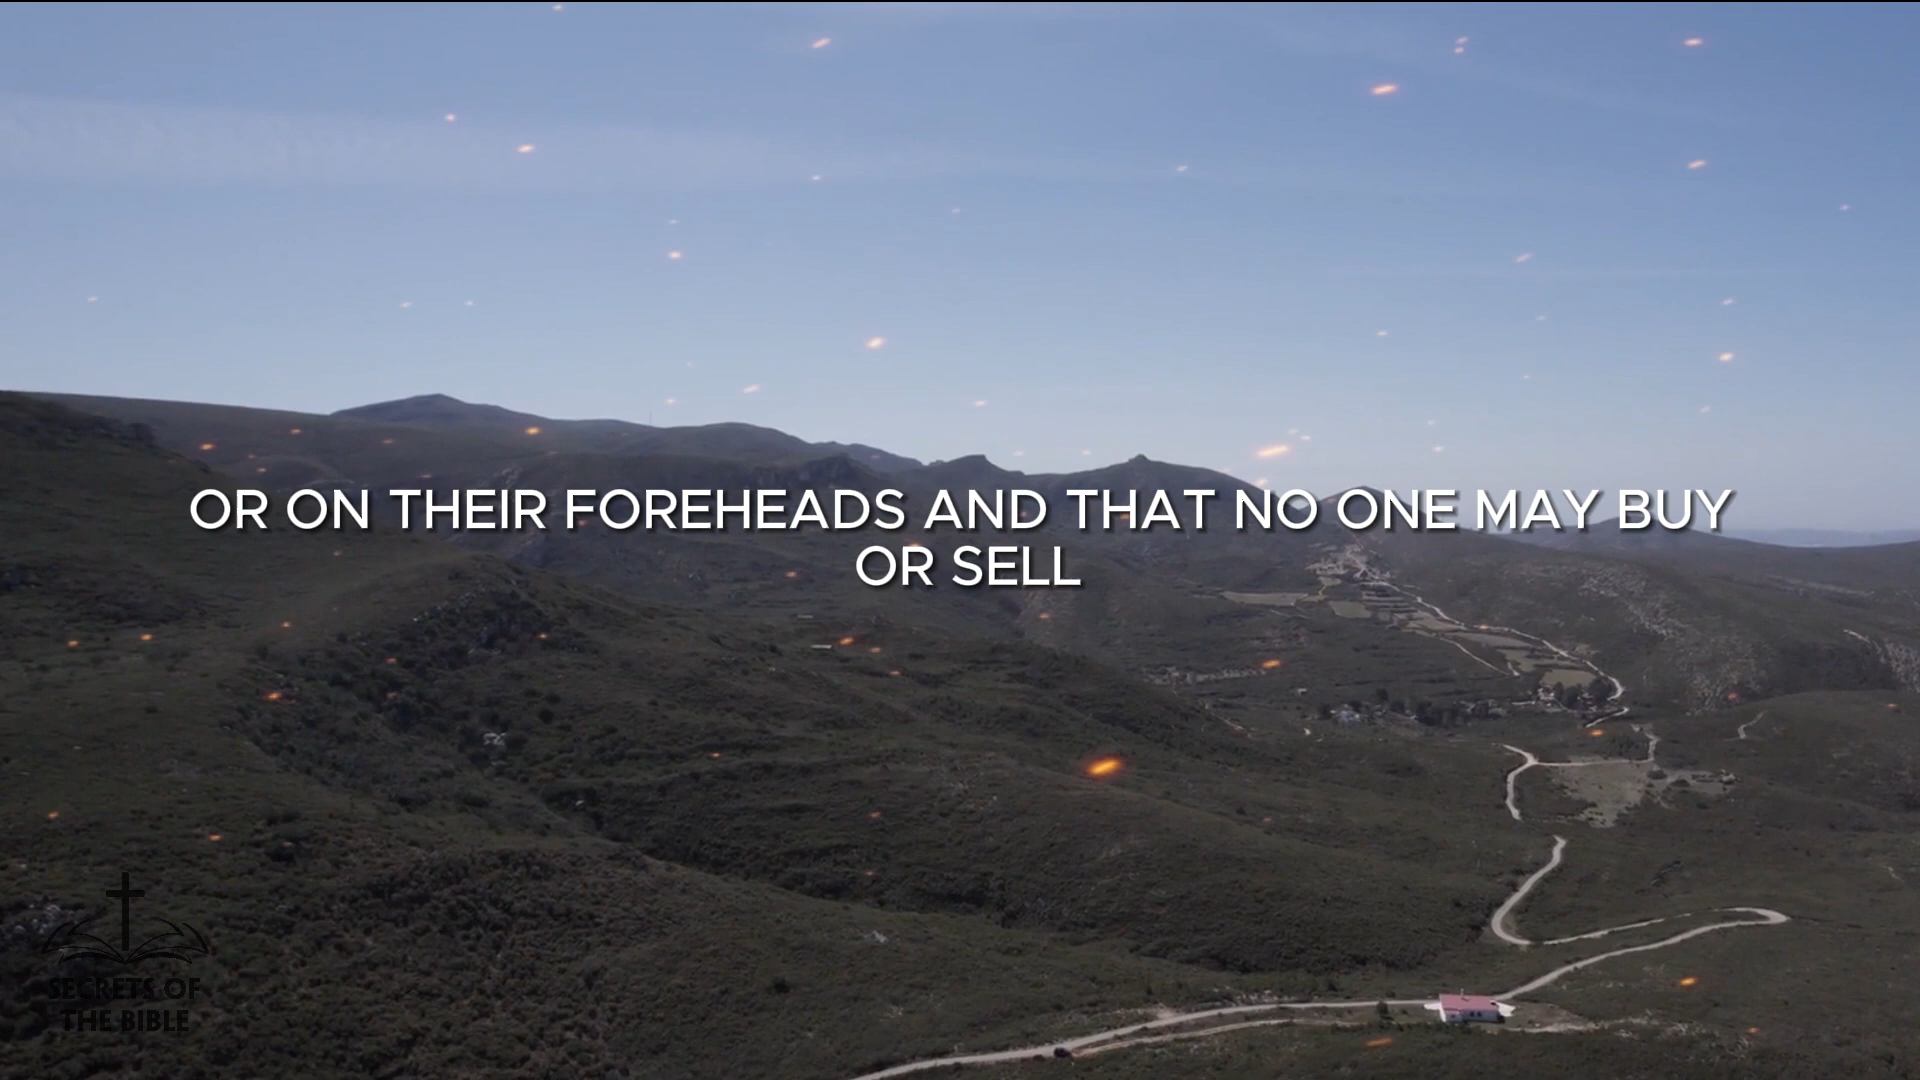 OR ON THEIR FOREHEADS AND THAT NO ONE MAY BUY
OR SELL
SECRETS OF
THE BIBLE